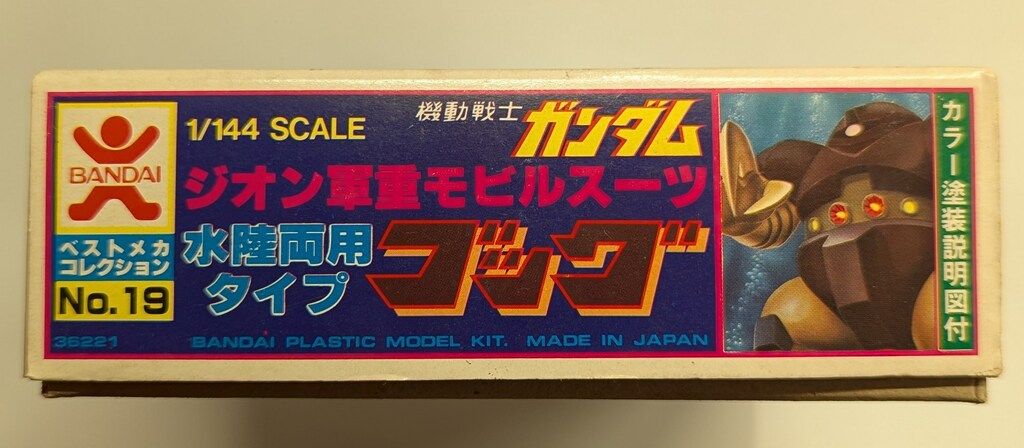 BANDAI
ベストメカ
コレクション
No.19
36221
1/144 SCALE
機動戦士 ガンダム
ジオン軍重モビルスーツ
水陸両用
タイプ
ゴッグ
BANDAI PLASTIC MODEL KIT. MADE IN JAPAN
カラー塗装説明図付